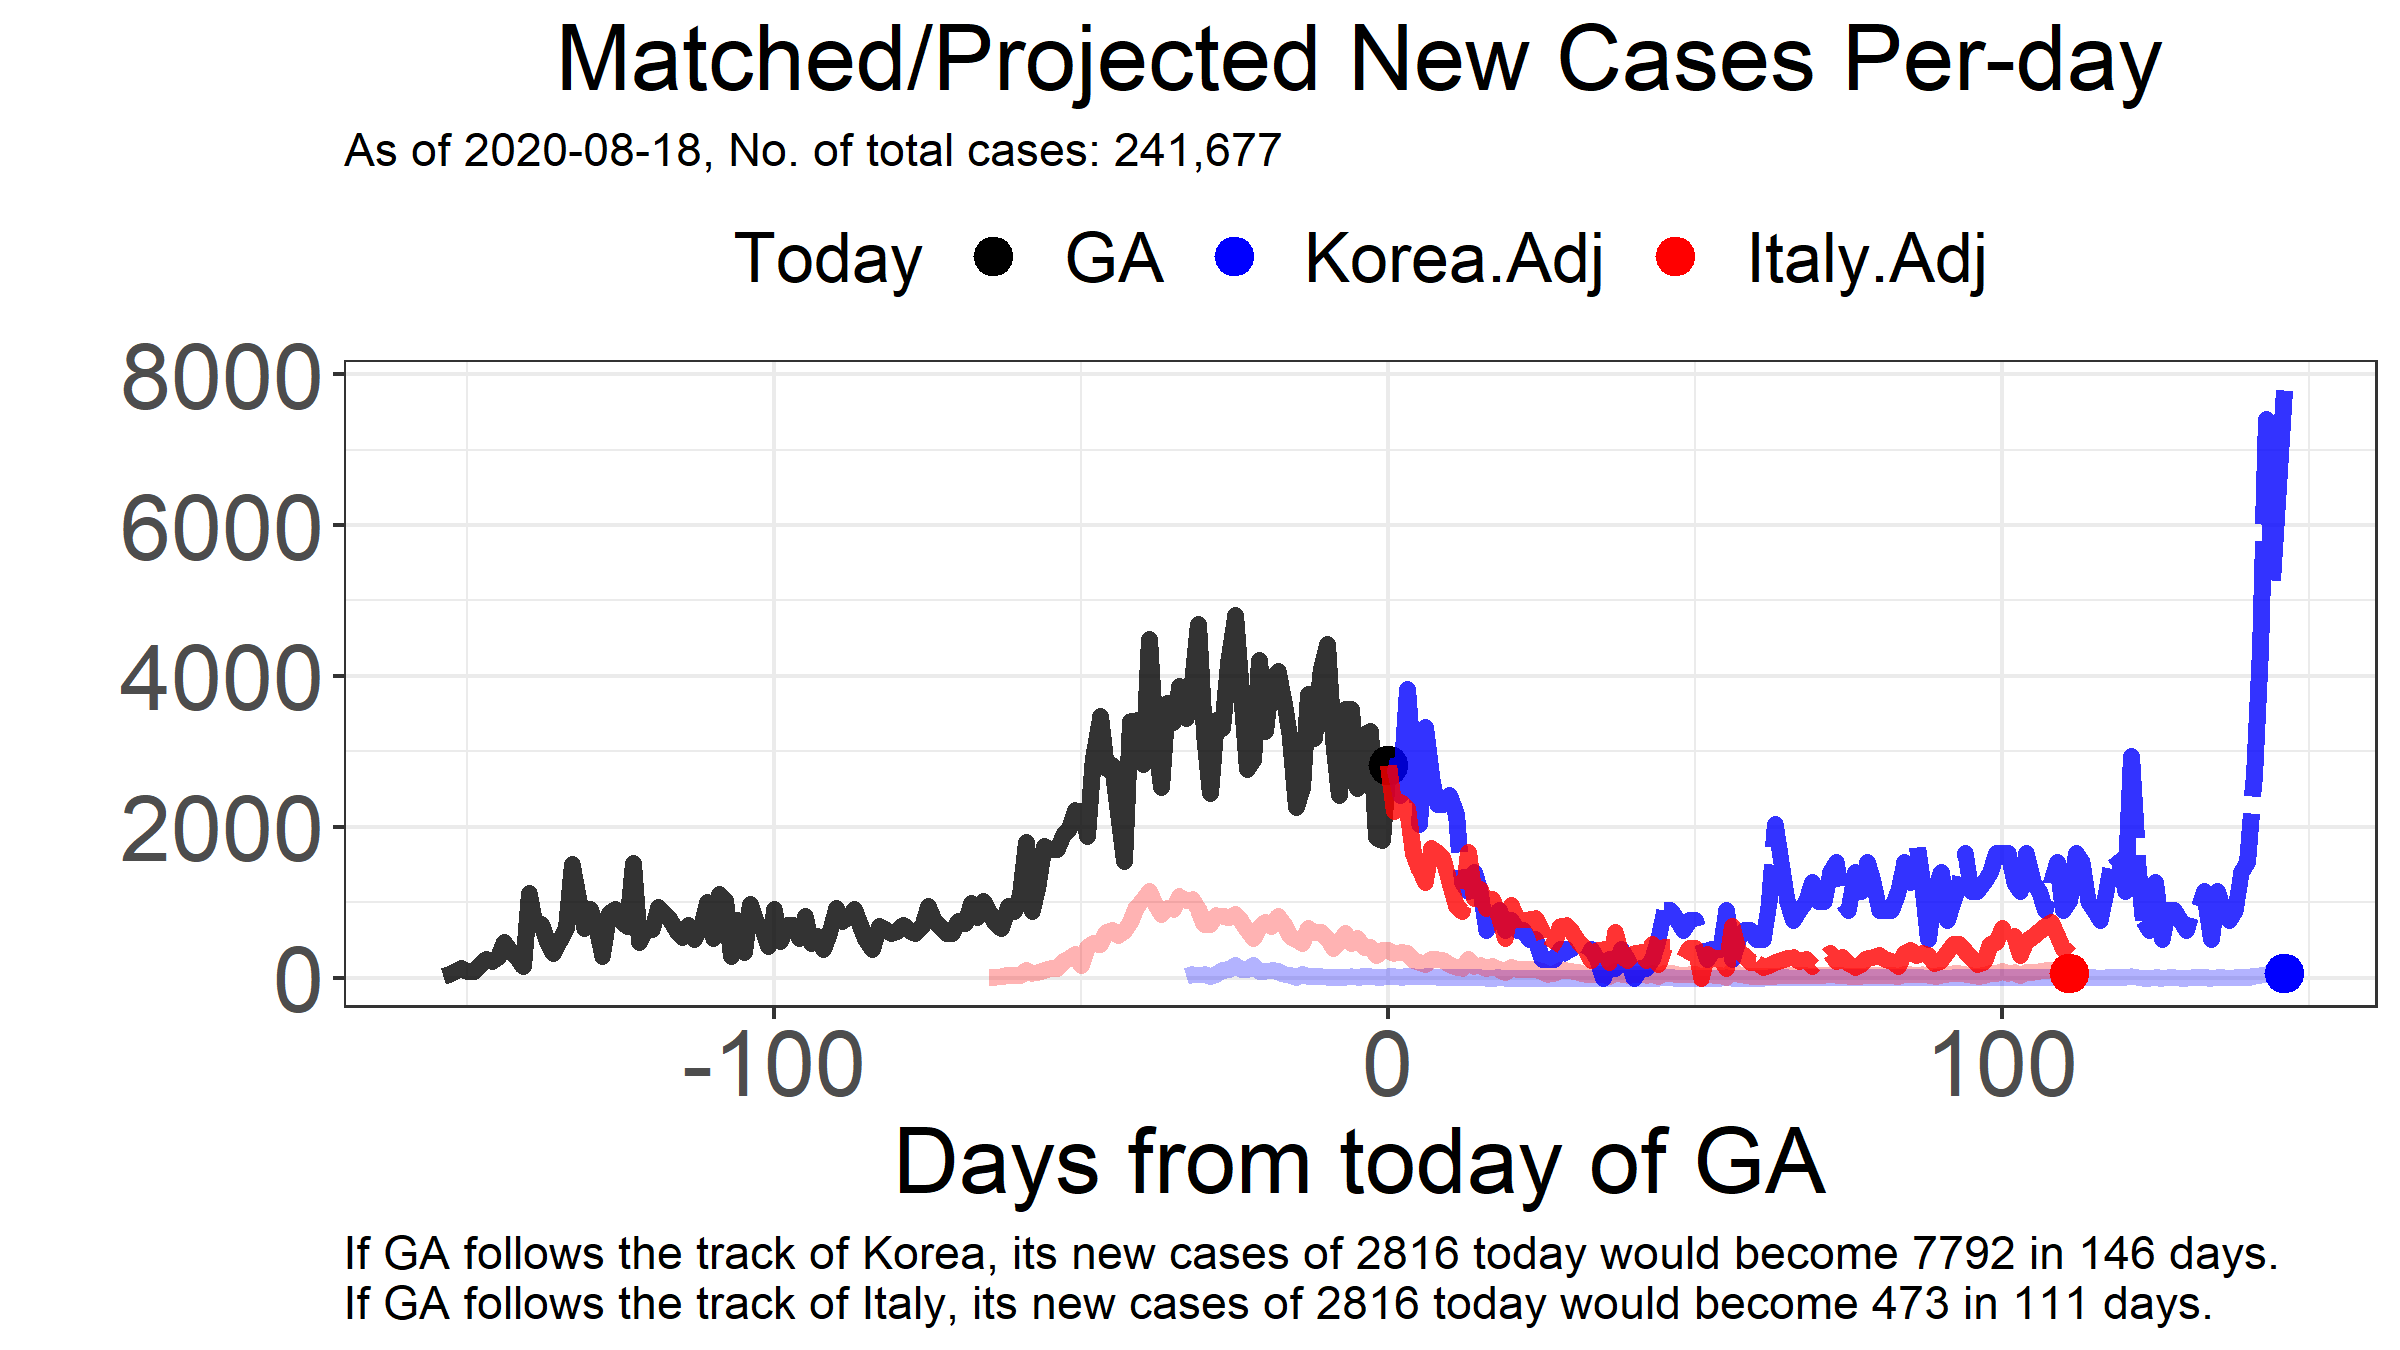 Matched/Projected New Cases Per-day
As of 2020-08-18, No. of total cases: 241,677
Today GA Korea.Adj Italy.Adj
8000
6000
4000
2000
0
-100 0 100
Days from today of GA
If GA follows the track of Korea, its new cases of 2816 today would become 7792 in 146 days.
If GA follows the track of Italy, its new cases of 2816 today would become 473 in 111 days.